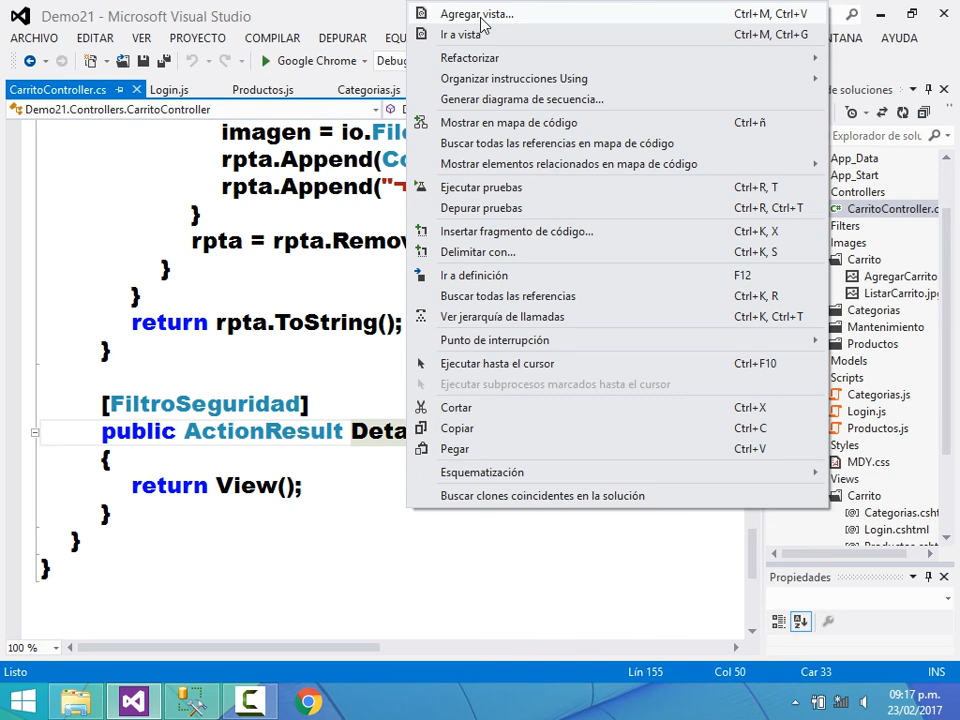 Demo21 - Microsoft Visual Studio
ARCHIVO EDITAR VER PROYECTO COMPILAR DEPURAR EQU
NTANA AYUDA
Google Chrome Debug
CarritoController.cs Login.js Productos.js Categorias.js
Demo21.Controllers.CarritoController
imagen = io.File
rpta.Append(Co
rpta.Append("¬
}
rpta = rpta.Remov
}
}
return rpta.ToString();
}
[FiltroSeguridad]
public ActionResult Deta
{
return View();
}
}
}
100 %
Agregar vista... Ctrl+M, Ctrl+V
Ir a vista Ctrl+M, Ctrl+G
Refactorizar
Organizar instrucciones Using
Generar diagrama de secuencia...
Mostrar en mapa de código Ctrl+ñ
Buscar todas las referencias en mapa de código
Mostrar elementos relacionados en mapa de código
Ejecutar pruebas Ctrl+R, T
Depurar pruebas Ctrl+R, Ctrl+T
Insertar fragmento de código... Ctrl+K, X
Delimitar con... Ctrl+K, S
Ir a definición F12
Buscar todas las referencias Ctrl+K, R
Ver jerarquía de llamadas Ctrl+K, Ctrl+T
Punto de interrupción
Ejecutar hasta el cursor Ctrl+F10
Ejecutar subprocesos marcados hasta el cursor
Cortar Ctrl+X
Copiar Ctrl+C
Pegar Ctrl+V
Esquematización
Buscar clones coincidentes en la solución
de soluciones
Explorador de solu
App_Data
App_Start
Controllers
C# CarritoController.c
Filters
Images
Carrito
AgregarCarrito
ListarCarrito.jpg
Categorias
Mantenimiento
Productos
Models
Scripts
Categorias.js
Login.js
Productos.js
Styles
MDY.css
Views
Carrito
[@] Categorias.csht
[@] Login.cshtml
[@] Productos.csht
Propiedades
Listo Lín 155 Col 50 Car 33 INS
09:17 p.m.
23/02/2017